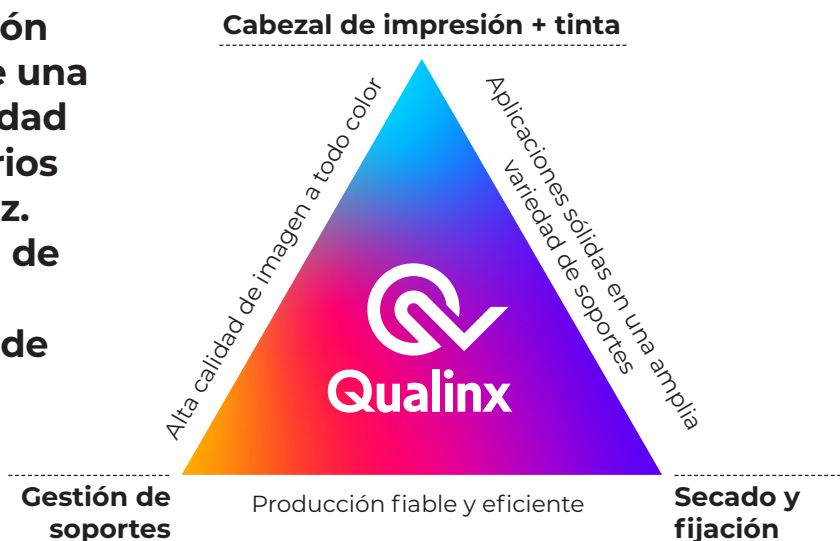 Cabezal de impresión + tinta
ón
e una
dad
rios
z.
de
de
Alta calidad de imagen a todo color
Aplicaciones sólidas en una amplia
variedad de soportes
Qualinx
Gestión de
soportes
Producción fiable y eficiente
Secado y
fijación